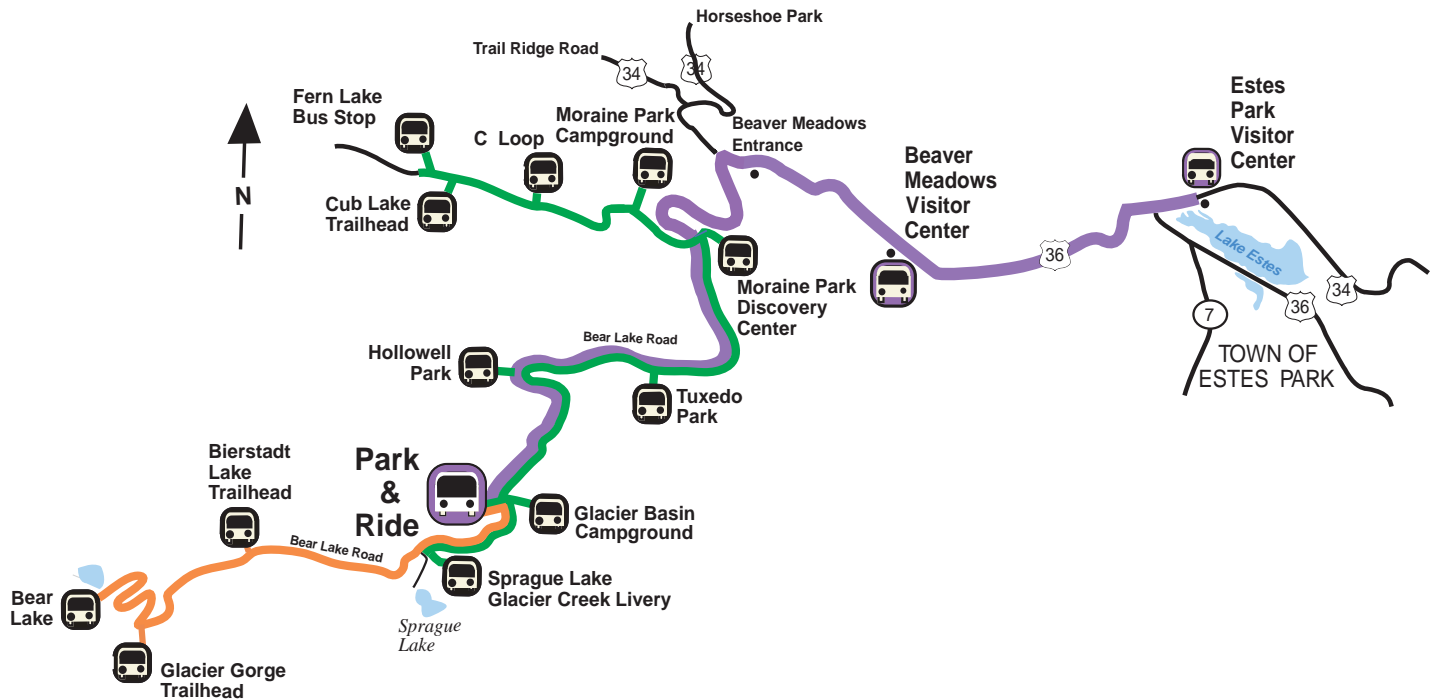 Horseshoe Park
Trail Ridge Road
34
34
Fern Lake
Bus Stop
C Loop
Moraine Park
Campground
Beaver Meadows
Entrance
Estes
Park
Visitor
Center
Beaver
Meadows
Visitor
Center
N
Cub Lake
Trailhead
Lake Estes
36
Moraine Park
Discovery
Center
34
36
7
Bear Lake Road
Hollowell
Park
TOWN OF
ESTES PARK
Tuxedo
Park
Park
&
Ride
Bierstadt
Lake
Trailhead
Glacier Basin
Campground
Bear Lake Road
Sprague Lake
Glacier Creek Livery
Bear
Lake
Sprague
Lake
Glacier Gorge
Trailhead